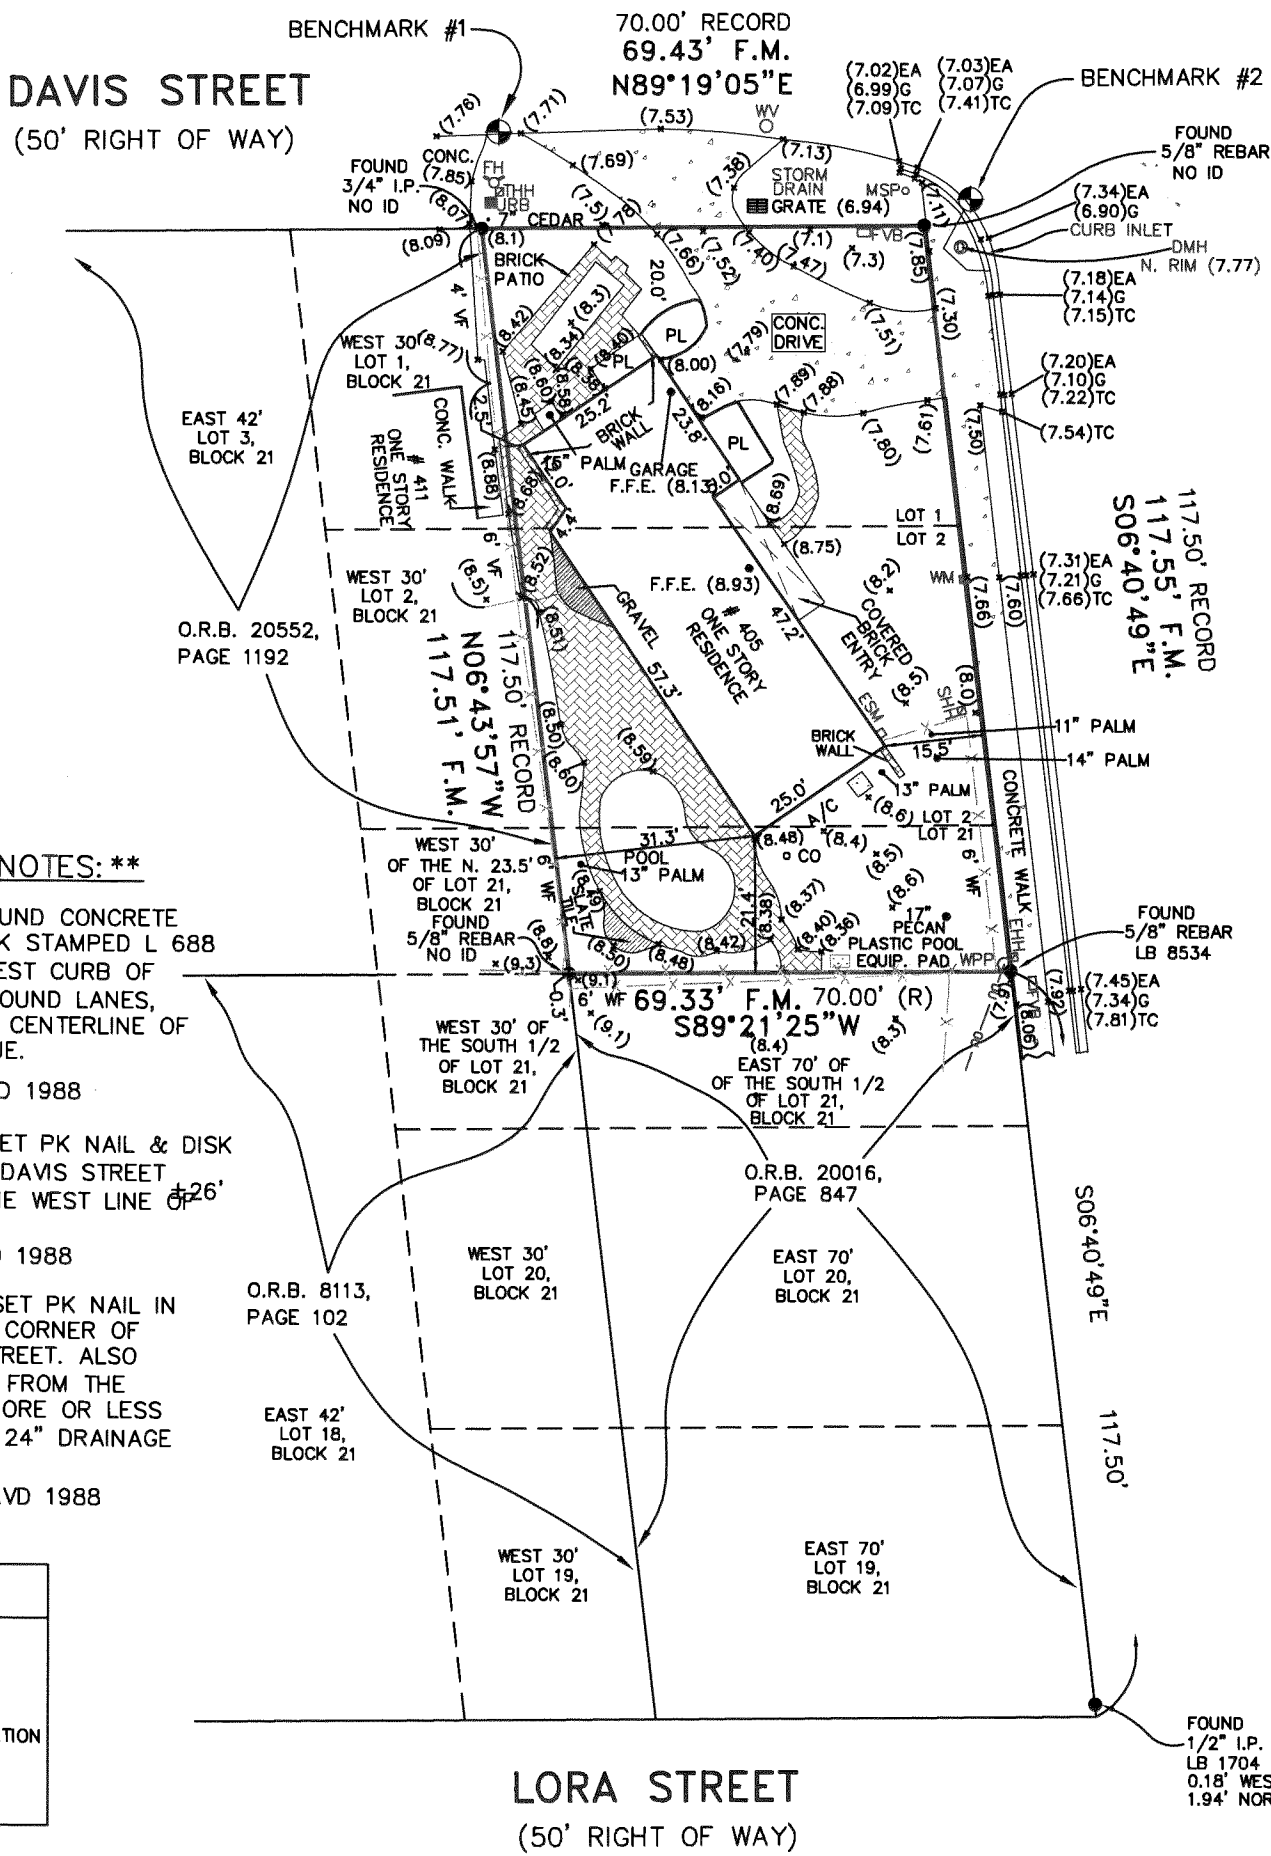 BENCHMARK #1
70.00' RECORD
69.43' F.M.
N89°19'05"E
DAVIS STREET
(50' RIGHT OF WAY)
(7.02)EA
(6.99)G
(7.09)TC
(7.03)EA
(7.07)G
(7.41)TC
BENCHMARK #2
FOUND
5/8" REBAR
NO ID
(7.76)
(7.71)
(7.53)
WV
(7.13)
(7.69)
(7.38)
FOUND
3/4" I.P.
NO ID
CONC.
(7.85)
FH
THH
URB
(8.07)
(8.09)
(8.1)
7" CEDAR
(7.5)
STORM
DRAIN
GRATE (6.94)
MSP
(7.11)
(7.34)EA
(6.90)G
CURB INLET
DMH
N. RIM (7.77)
BRICK
PATIO
(7.66)
(7.52)
(7.40)
(7.1)
(7.47)
(7.3)
FVB
(7.85)
20.0'
4' VF
(8.42)
(8.3)
(8.34)
(8.40)
PL
PL
(7.79)
CONC.
DRIVE
(7.51)
(7.30)
(7.18)EA
(7.14)G
(7.15)TC
WEST 30'
LOT 1,
BLOCK 21
(8.77)
(8.60)
(8.58)
(8.38)
(8.00)
(8.45)
25.2'
(8.16)
(7.89)
(7.88)
(7.20)EA
(7.10)G
(7.22)TC
2.5'
BRICK
WALL
23.8'
PL
(7.80)
(7.61)
(7.50)
(7.54)TC
EAST 42'
LOT 3,
BLOCK 21
CONC. WALK
# 411
ONE STORY
RESIDENCE
(8.88)
(8.68)
PALM
GARAGE
F.F.E. (8.13)
(8.69)
4.4'
LOT 1
LOT 2
(8.75)
117.50' RECORD
117.55' F.M.
S06°40'49"E
6' VF
(8.52)
WEST 30'
LOT 2,
BLOCK 21
(8.5)
F.F.E. (8.93)
GRAVEL
(8.2)
WM
(7.66)
(7.60)
(7.31)EA
(7.21)G
(7.66)TC
(8.51)
# 405
ONE STORY
RESIDENCE
47.2'
COVERED
BRICK
ENTRY
O.R.B. 20552,
PAGE 1192
117.50' RECORD
N06°43'57"W
117.51' F.M.
57.3'
(8.5)
(8.0)
SHH
ESM
(8.50)
(8.59)
(8.60)
BRICK
WALL
15.5'
11" PALM
14" PALM
13" PALM
25.0'
A/C
(8.6)
LOT 2
LOT 21
CONCRETE WALK
WEST 30'
OF THE N. 23.5'
OF LOT 21,
BLOCK 21
31.3'
POOL
13" PALM
(8.48)
(8.4)
CO
(8.5)
6' WF
6' WF
(8.6)
NOTES: **
UND CONCRETE
K STAMPED L 688
EST CURB OF
OUND LANES,
CENTERLINE OF
UE.
D 1988
FOUND
5/8" REBAR
NO ID
(8.49)
SLATE
TILE
21.4'
(8.38)
(8.37)
17"
PECAN
EHH
FOUND
5/8" REBAR
LB 8534
(8.8)
(9.3)
(8.50)
(8.48)
(8.42)
(8.40)
(8.36)
PLASTIC POOL
EQUIP. PAD
WPP
(9.1)
0.3'
6' WF
69.33' F.M. 70.00' (R)
S89°21'25"W
(7.92)
(8.06)
(7.45)EA
(7.34)G
(7.81)TC
(9.1)
(8.4)
(8.3)
WEST 30' OF
THE SOUTH 1/2
OF LOT 21,
BLOCK 21
EAST 70' OF
OF THE SOUTH 1/2
OF LOT 21,
BLOCK 21
ET PK NAIL & DISK
DAVIS STREET
E WEST LINE OF
±26'
1988
O.R.B. 20016,
PAGE 847
S06°40'49"E
WEST 30'
LOT 20,
BLOCK 21
EAST 70'
LOT 20,
BLOCK 21
O.R.B. 8113,
PAGE 102
SET PK NAIL IN
CORNER OF
TREET. ALSO
FROM THE
ORE OR LESS
24" DRAINAGE
VD 1988
EAST 42'
LOT 18,
BLOCK 21
117.50'
WEST 30'
LOT 19,
BLOCK 21
EAST 70'
LOT 19,
BLOCK 21
TION
FOUND
1/2" I.P.
LB 1704
0.18' WES
1.94' NOR
LORA STREET
(50' RIGHT OF WAY)